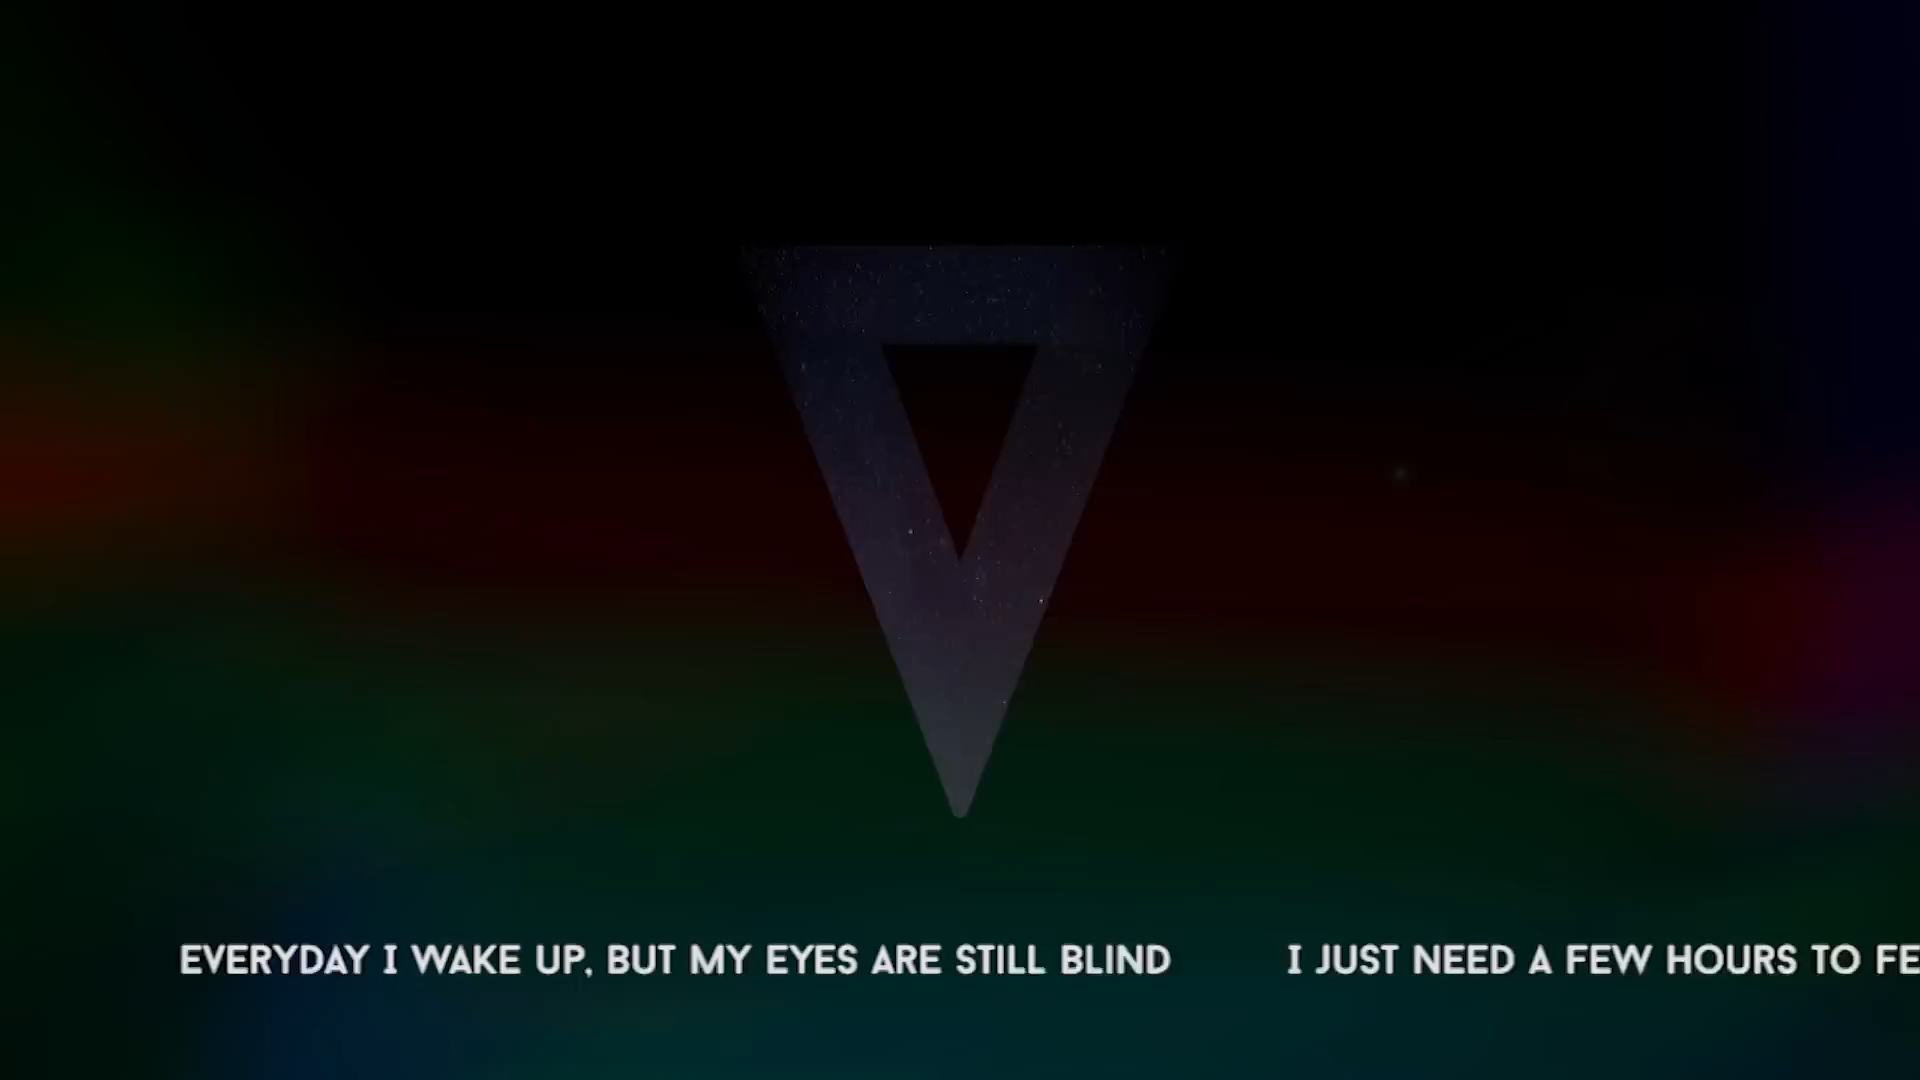 EVERYDAY I WAKE UP, BUT MY EYES ARE STILL BLIND
I JUST NEED A FEW HOURS TO